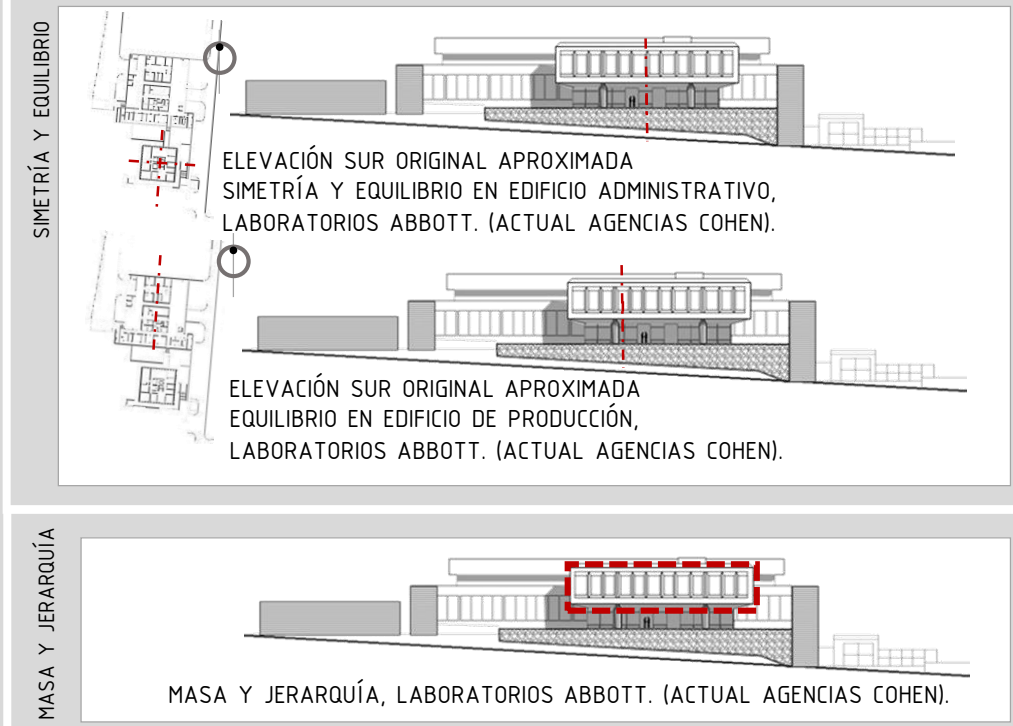 SIMETRÍA Y EQUILIBRIO
ELEVACIÓN SUR ORIGINAL APROXIMADA
SIMETRÍA Y EQUILIBRIO EN EDIFICIO ADMINISTRATIVO,
LABORATORIOS ABBOTT. (ACTUAL AGENCIAS COHEN).
ELEVACIÓN SUR ORIGINAL APROXIMADA
EQUILIBRIO EN EDIFICIO DE PRODUCCIÓN,
LABORATORIOS ABBOTT. (ACTUAL AGENCIAS COHEN).
MASA Y JERARQUÍA
MASA Y JERARQUÍA, LABORATORIOS ABBOTT. (ACTUAL AGENCIAS COHEN).